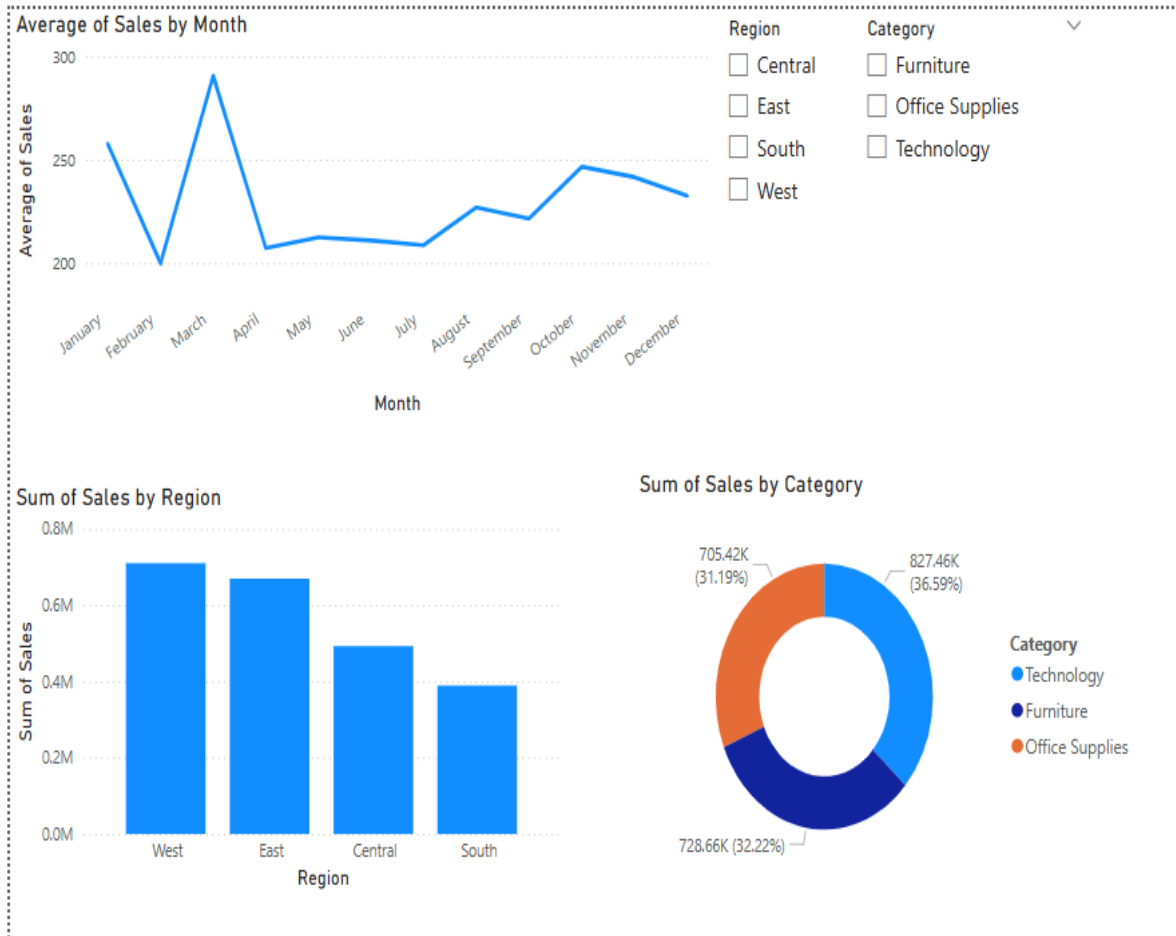 Average of Sales by Month
300
250
200
Average of Sales
January
February
March
April
May
June
July
August
September
October
November
December
Month
Region
Central
East
South
West
Category
Furniture
Office Supplies
Technology
Sum of Sales by Region
0.8M
0.6M
0.4M
0.2M
0.0M
Sum of Sales
West
East
Central
South
Region
Sum of Sales by Category
705.42K
(31.19%)
827.46K
(36.59%)
728.66K (32.22%)
Category
Technology
Furniture
Office Supplies